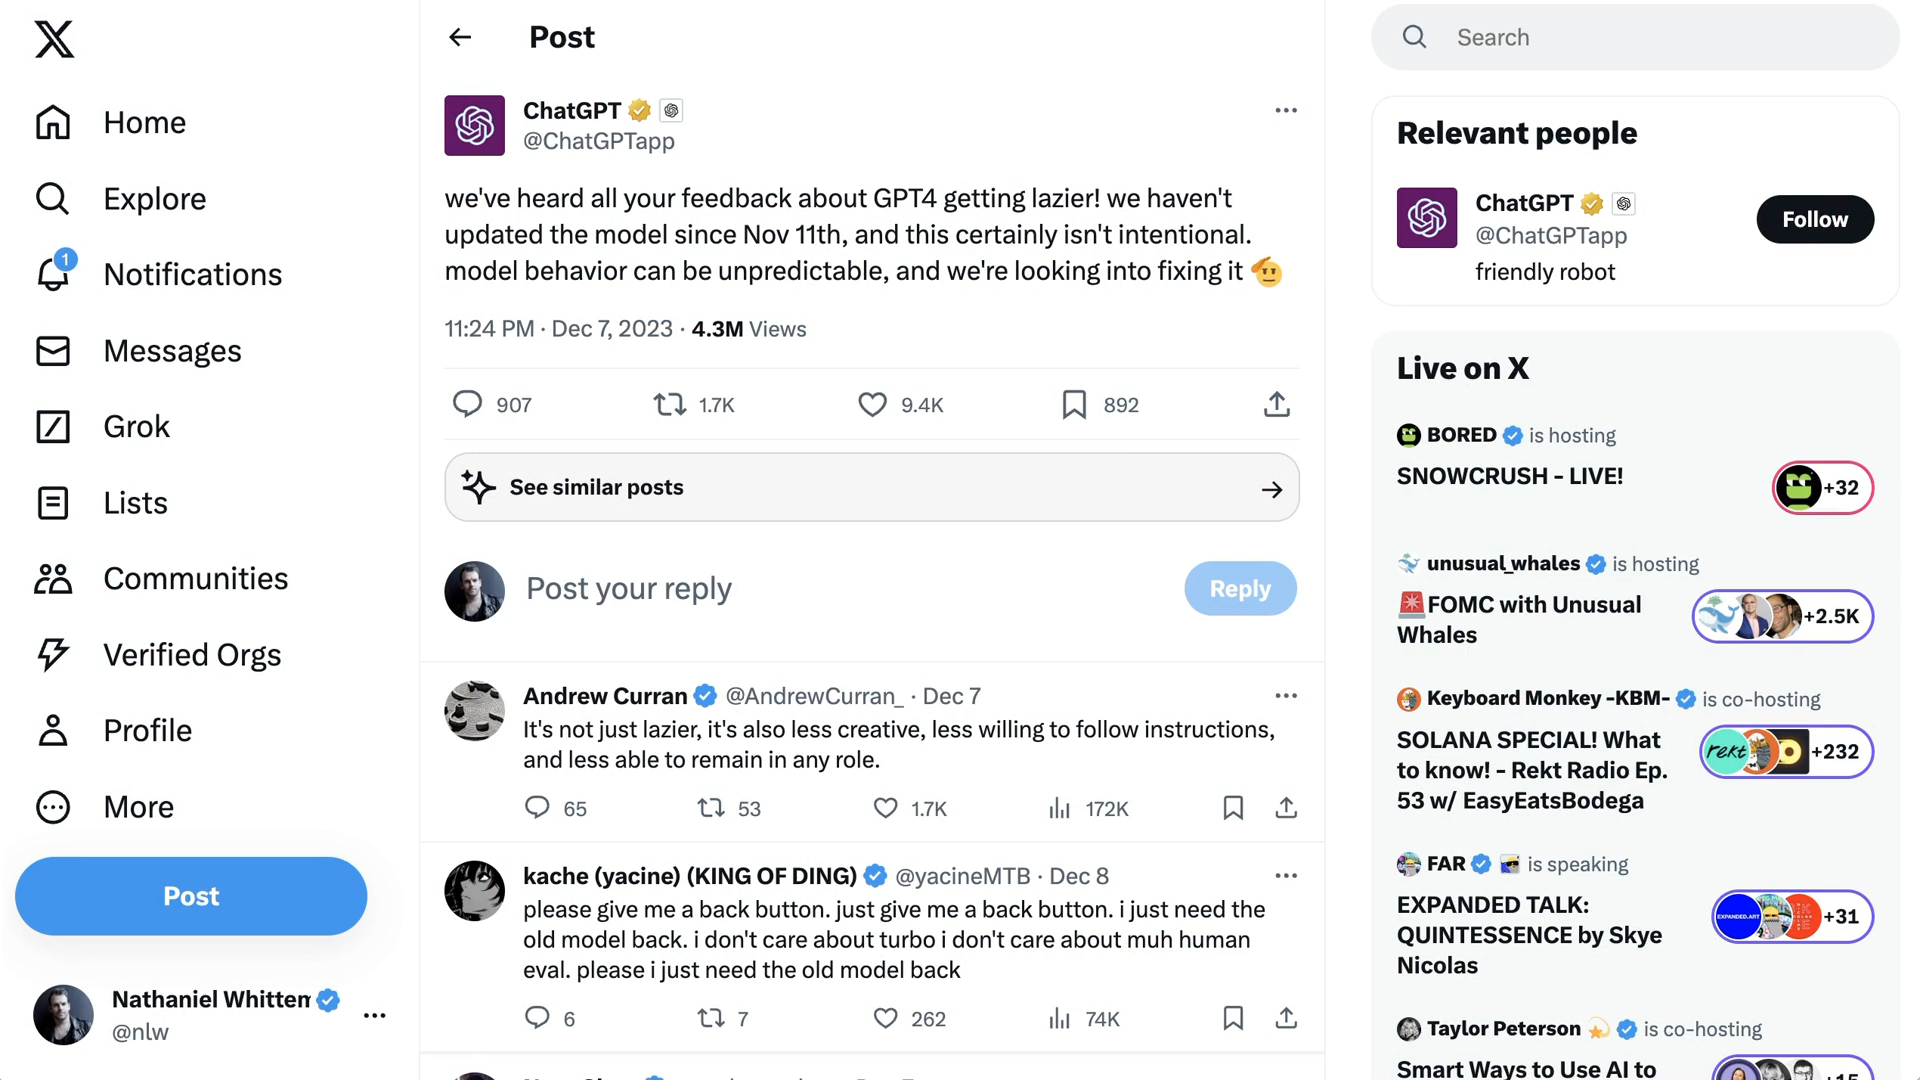 Home
Explore
1
Notifications
Messages
Grok
Lists
Communities
Verified Orgs
Profile
More
Post
Nathaniel Whittem
@nlw
Post
ChatGPT
@ChatGPTapp
we've heard all your feedback about GPT4 getting lazier! we haven't
updated the model since Nov 11th, and this certainly isn't intentional.
model behavior can be unpredictable, and we're looking into fixing it
11:24 PM · Dec 7, 2023 · 4.3M Views
907 1.7K 9.4K 892
See similar posts
Post your reply
Reply
Andrew Curran @AndrewCurran_ · Dec 7
It's not just lazier, it's also less creative, less willing to follow instructions,
and less able to remain in any role.
65 53 1.7K 172K
kache (yacine) (KING OF DING) @yacineMTB · Dec 8
please give me a back button. just give me a back button. i just need the
old model back. i don't care about turbo i don't care about muh human
eval. please i just need the old model back
6 7 262 74K
Search
Relevant people
ChatGPT
@ChatGPTapp
friendly robot
Follow
Live on X
BORED is hosting
SNOWCRUSH - LIVE!
+32
unusual_whales is hosting
FOMC with Unusual
Whales
+2.5K
Keyboard Monkey -KBM- is co-hosting
SOLANA SPECIAL! What
to know! - Rekt Radio Ep.
53 w/ EasyEatsBodega
rekt
+232
FAR is speaking
EXPANDED TALK:
QUINTESSENCE by Skye
Nicolas
EXPANDED.ART
+31
Taylor Peterson is co-hosting
Smart Ways to Use AI to
+15